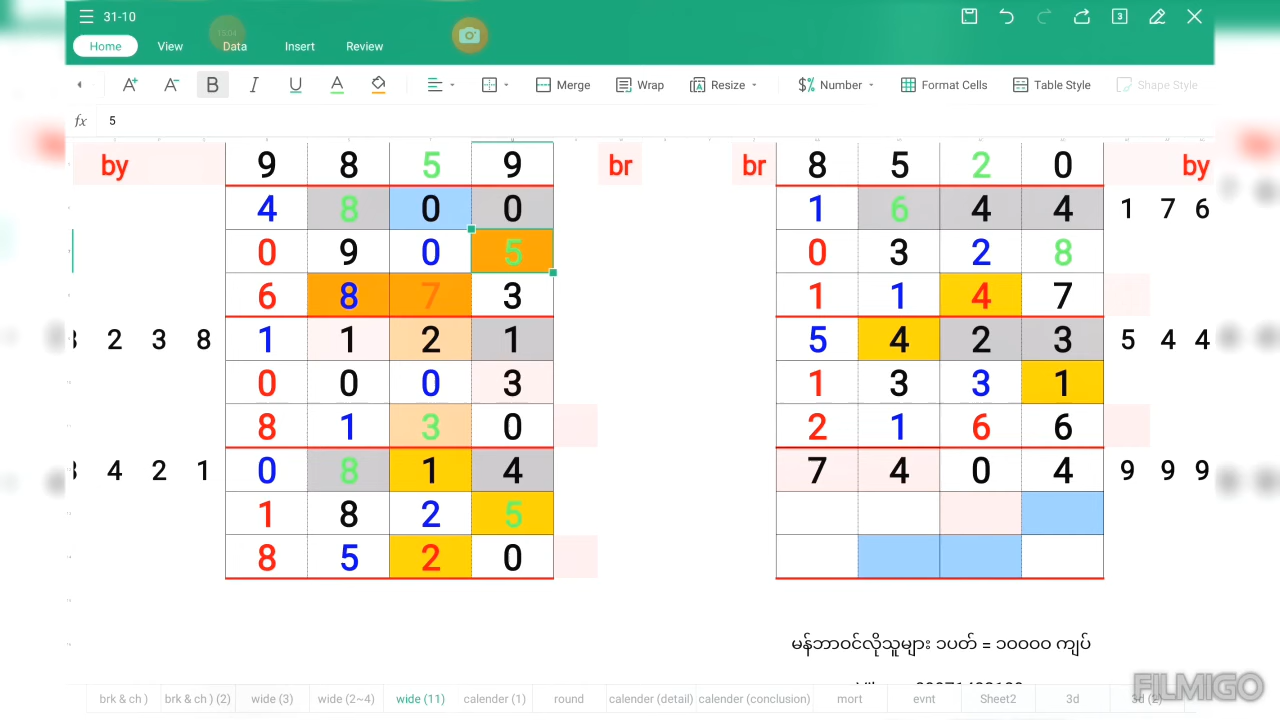 31-10
15:04
Home View Data Insert Review 3
A+ A- B I U A Merge Wrap Resize $% Number Format Cells Table Style Shape Style
fx 5
by 9 8 5 9 br br 8 5 2 0 by
4 8 0 0 1 6 4 4 1 7 6
0 9 0 5 0 3 2 8
6 8 7 3 1 1 4 7
2 3 8 1 1 2 1 5 4 2 3 5 4 4
0 0 0 3 1 3 3 1
8 1 3 0 2 1 6 6
4 2 1 0 8 1 4 7 4 0 4 9 9 9
1 8 2 5
8 5 2 0
မန်ဘာဝင်လိုသူများ ၁ပတ် = ၁၀၀၀၀ ကျပ်
FILMIGO
brk & ch ) brk & ch ) (2) wide (3) wide (2~4) wide (11) calender (1) round calender (detail) calender (conclusion) mort evnt Sheet2 3d 3d (2)